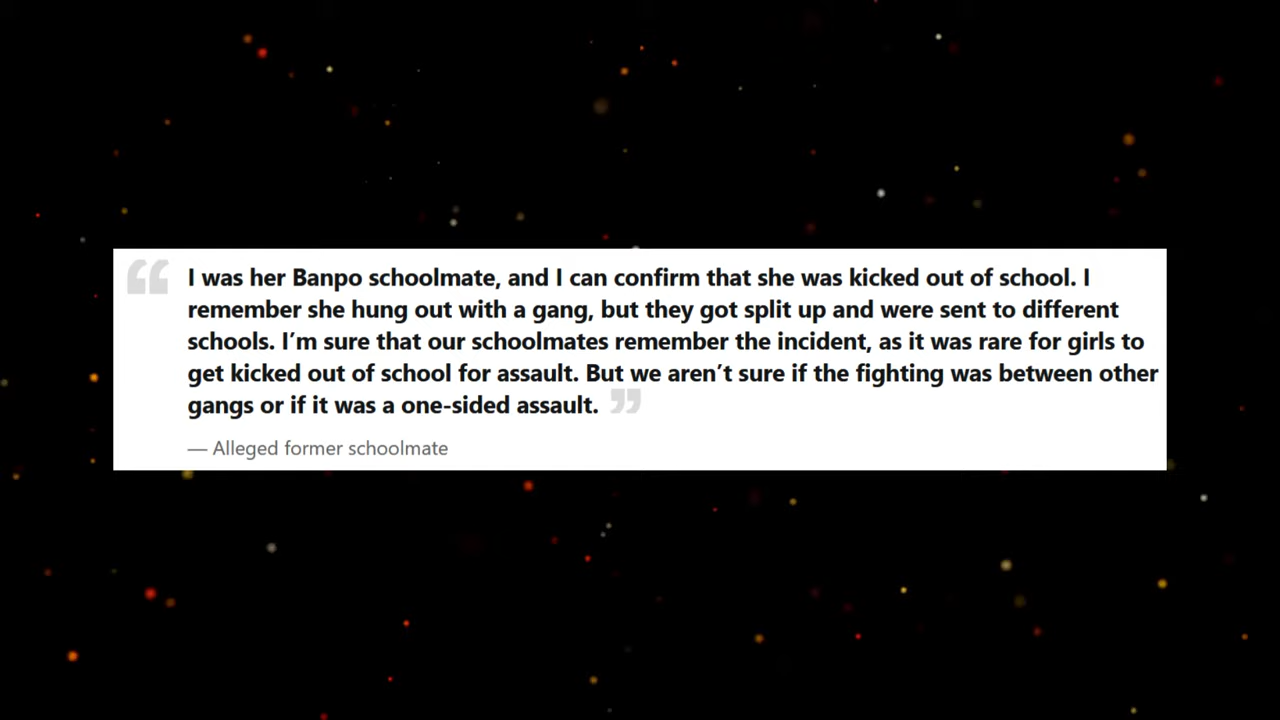 “ I was her Banpo schoolmate, and I can confirm that she was kicked out of school. I
remember she hung out with a gang, but they got split up and were sent to different
schools. I’m sure that our schoolmates remember the incident, as it was rare for girls to
get kicked out of school for assault. But we aren’t sure if the fighting was between other
gangs or if it was a one-sided assault. ”
— Alleged former schoolmate